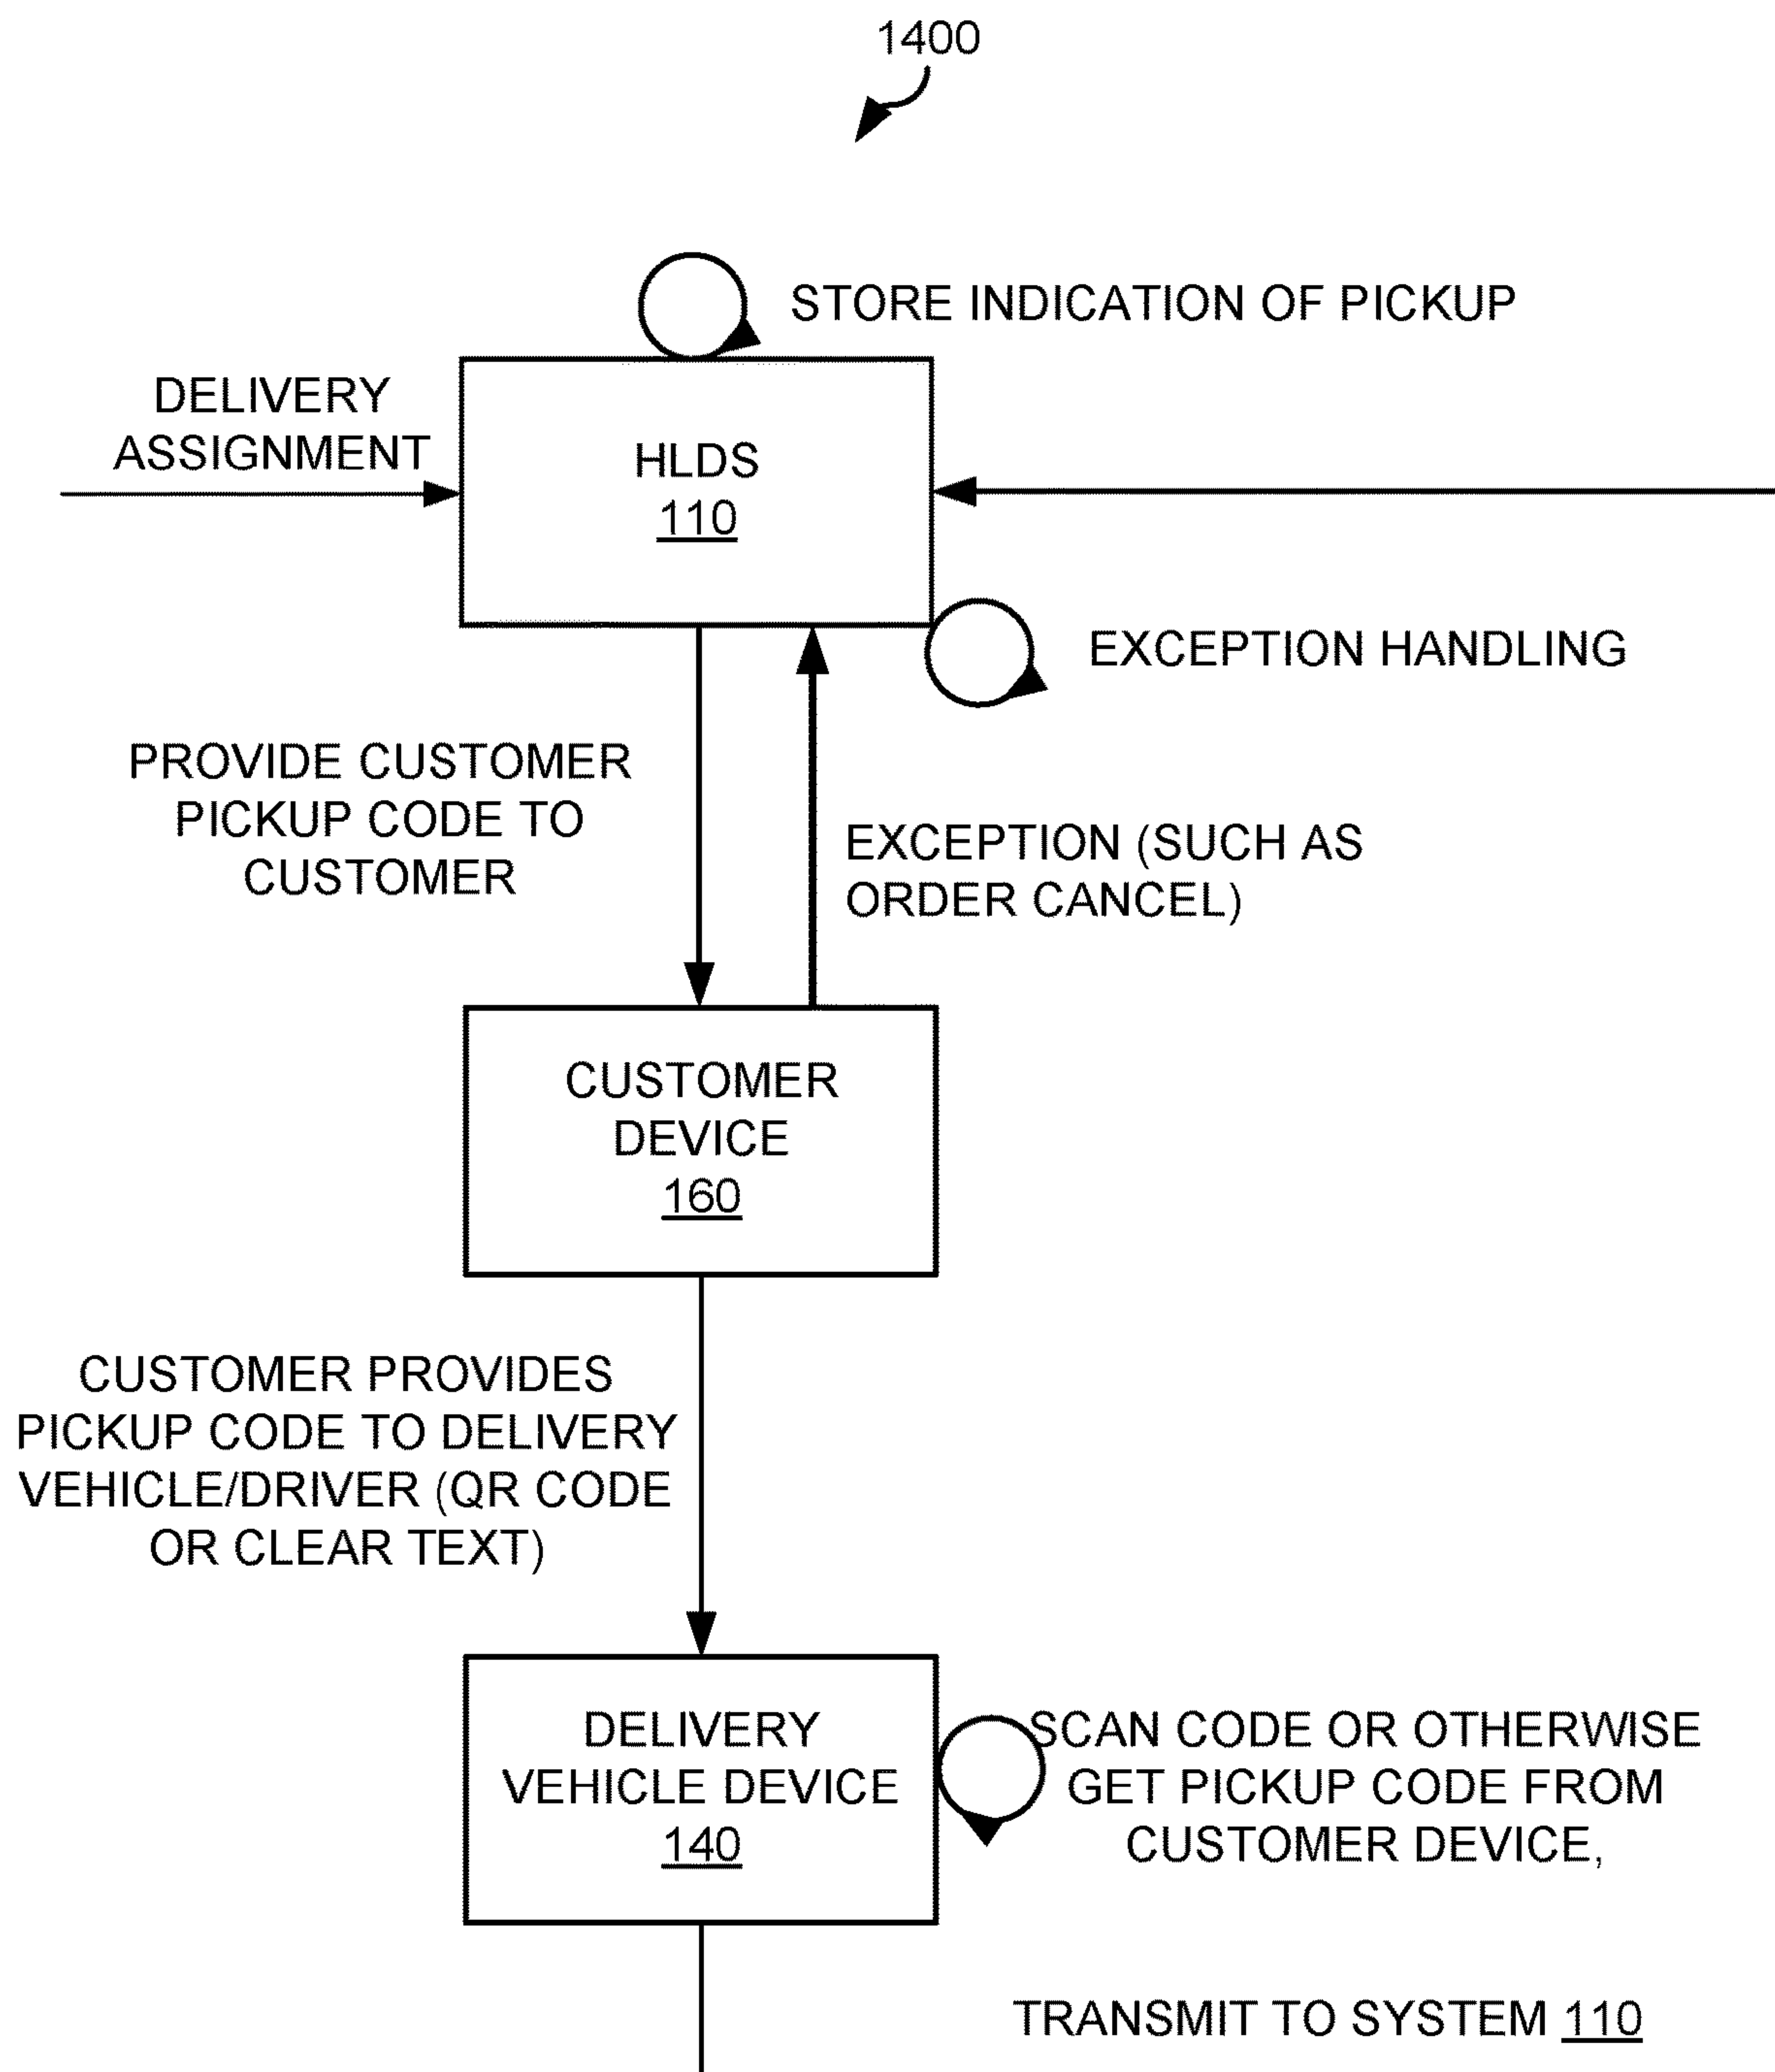 1400
STORE INDICATION OF PICKUP
DELIVERY
ASSIGNMENT
HLDS
110
EXCEPTION HANDLING
PROVIDE CUSTOMER
PICKUP CODE TO
CUSTOMER
EXCEPTION (SUCH AS
ORDER CANCEL)
CUSTOMER
DEVICE
160
CUSTOMER PROVIDES
PICKUP CODE TO DELIVERY
VEHICLE/DRIVER (QR CODE
OR CLEAR TEXT)
DELIVERY
VEHICLE DEVICE
140
SCAN CODE OR OTHERWISE
GET PICKUP CODE FROM
CUSTOMER DEVICE,
TRANSMIT TO SYSTEM 110